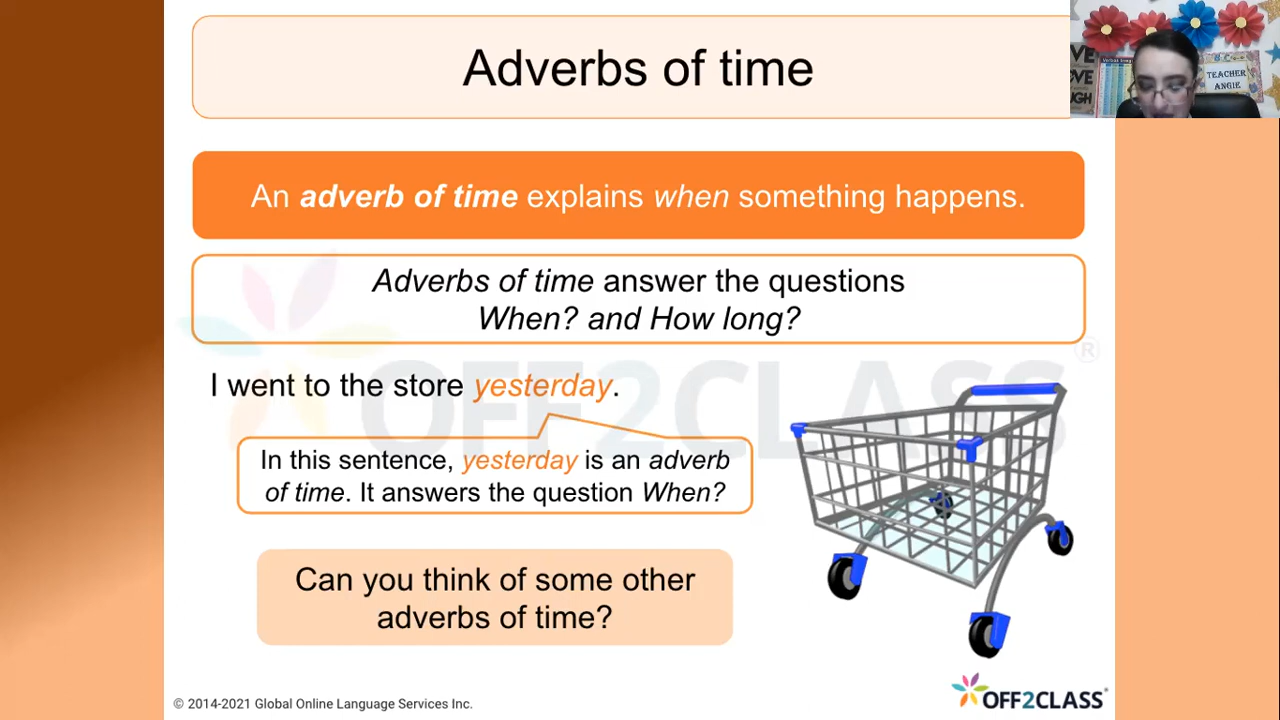 Adverbs of time
An adverb of time explains when something happens.
Adverbs of time answer the questions
When? and How long?
OFF2CLASS
®
I went to the store yesterday.
In this sentence, yesterday is an adverb
of time. It answers the question When?
Can you think of some other
adverbs of time?
© 2014-2021 Global Online Language Services Inc.
OFF2CLASS®
TEACHER
ANGIE